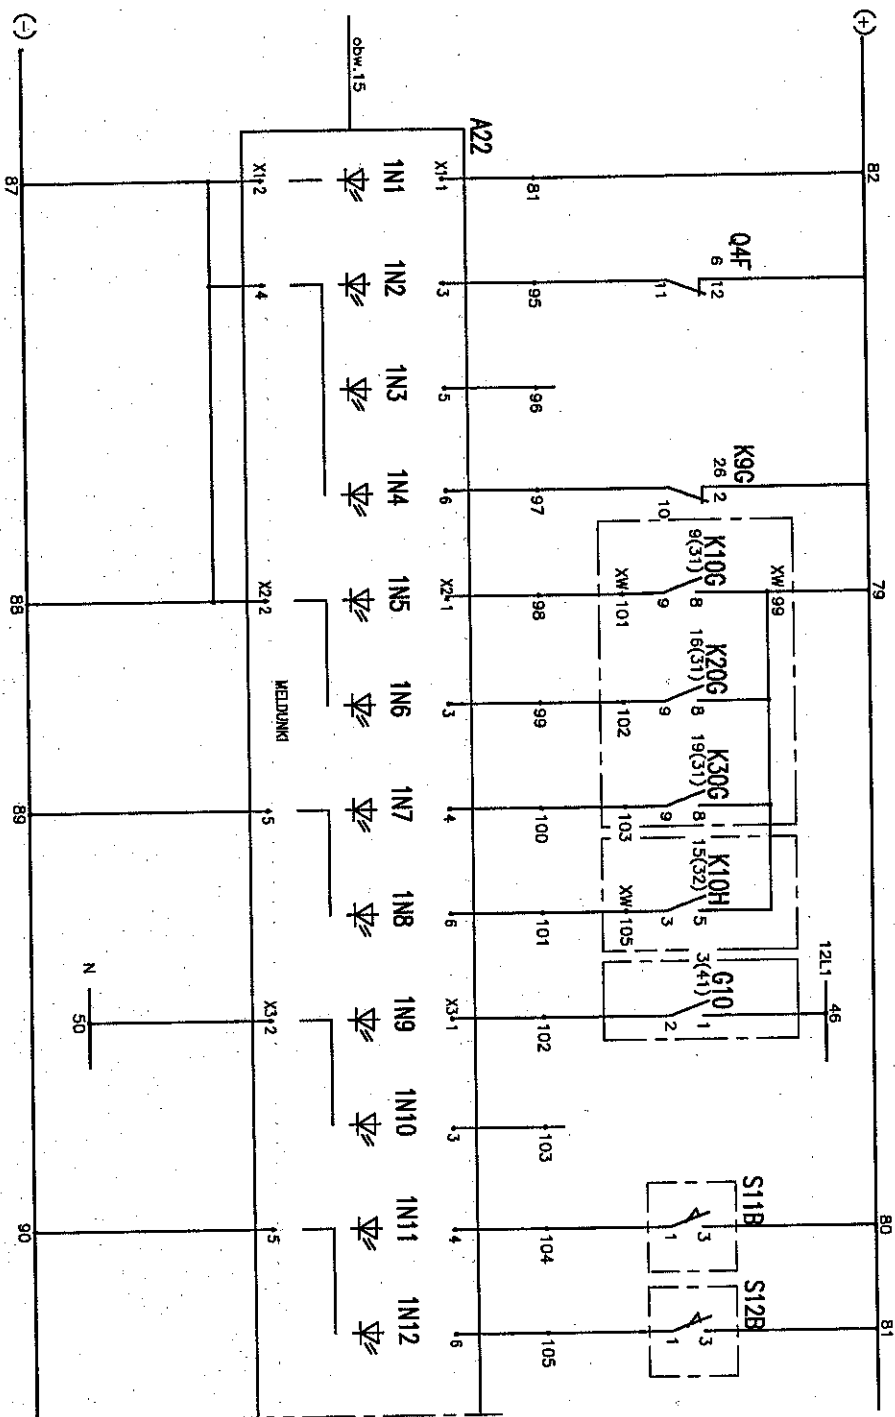 (-)
(+)
obw.15
A22
87
X1•2
1N1
X1•1
81
82
4
1N2
3
95
11
12
6
Q4F
1N3
5
96
1N4
6
97
10
2
26
K9G
88
X2•2
1N5
X2•1
98
XW•101
9
8
9(31)
K10G
XW•99
79
MELDUNKI
1N6
3
99
102
9
8
16(31)
K20G
89
5
1N7
4
100
103
9
8
19(31)
K30G
1N8
6
101
XW•105
3
5
15(32)
K10H
N
50
X3•2
1N9
X3•1
102
2
1
3(41)
G10
12L1
46
1N10
3
103
90
5
1N11
4
104
1
3
S11B
80
1N12
6
105
1
3
S12B
81